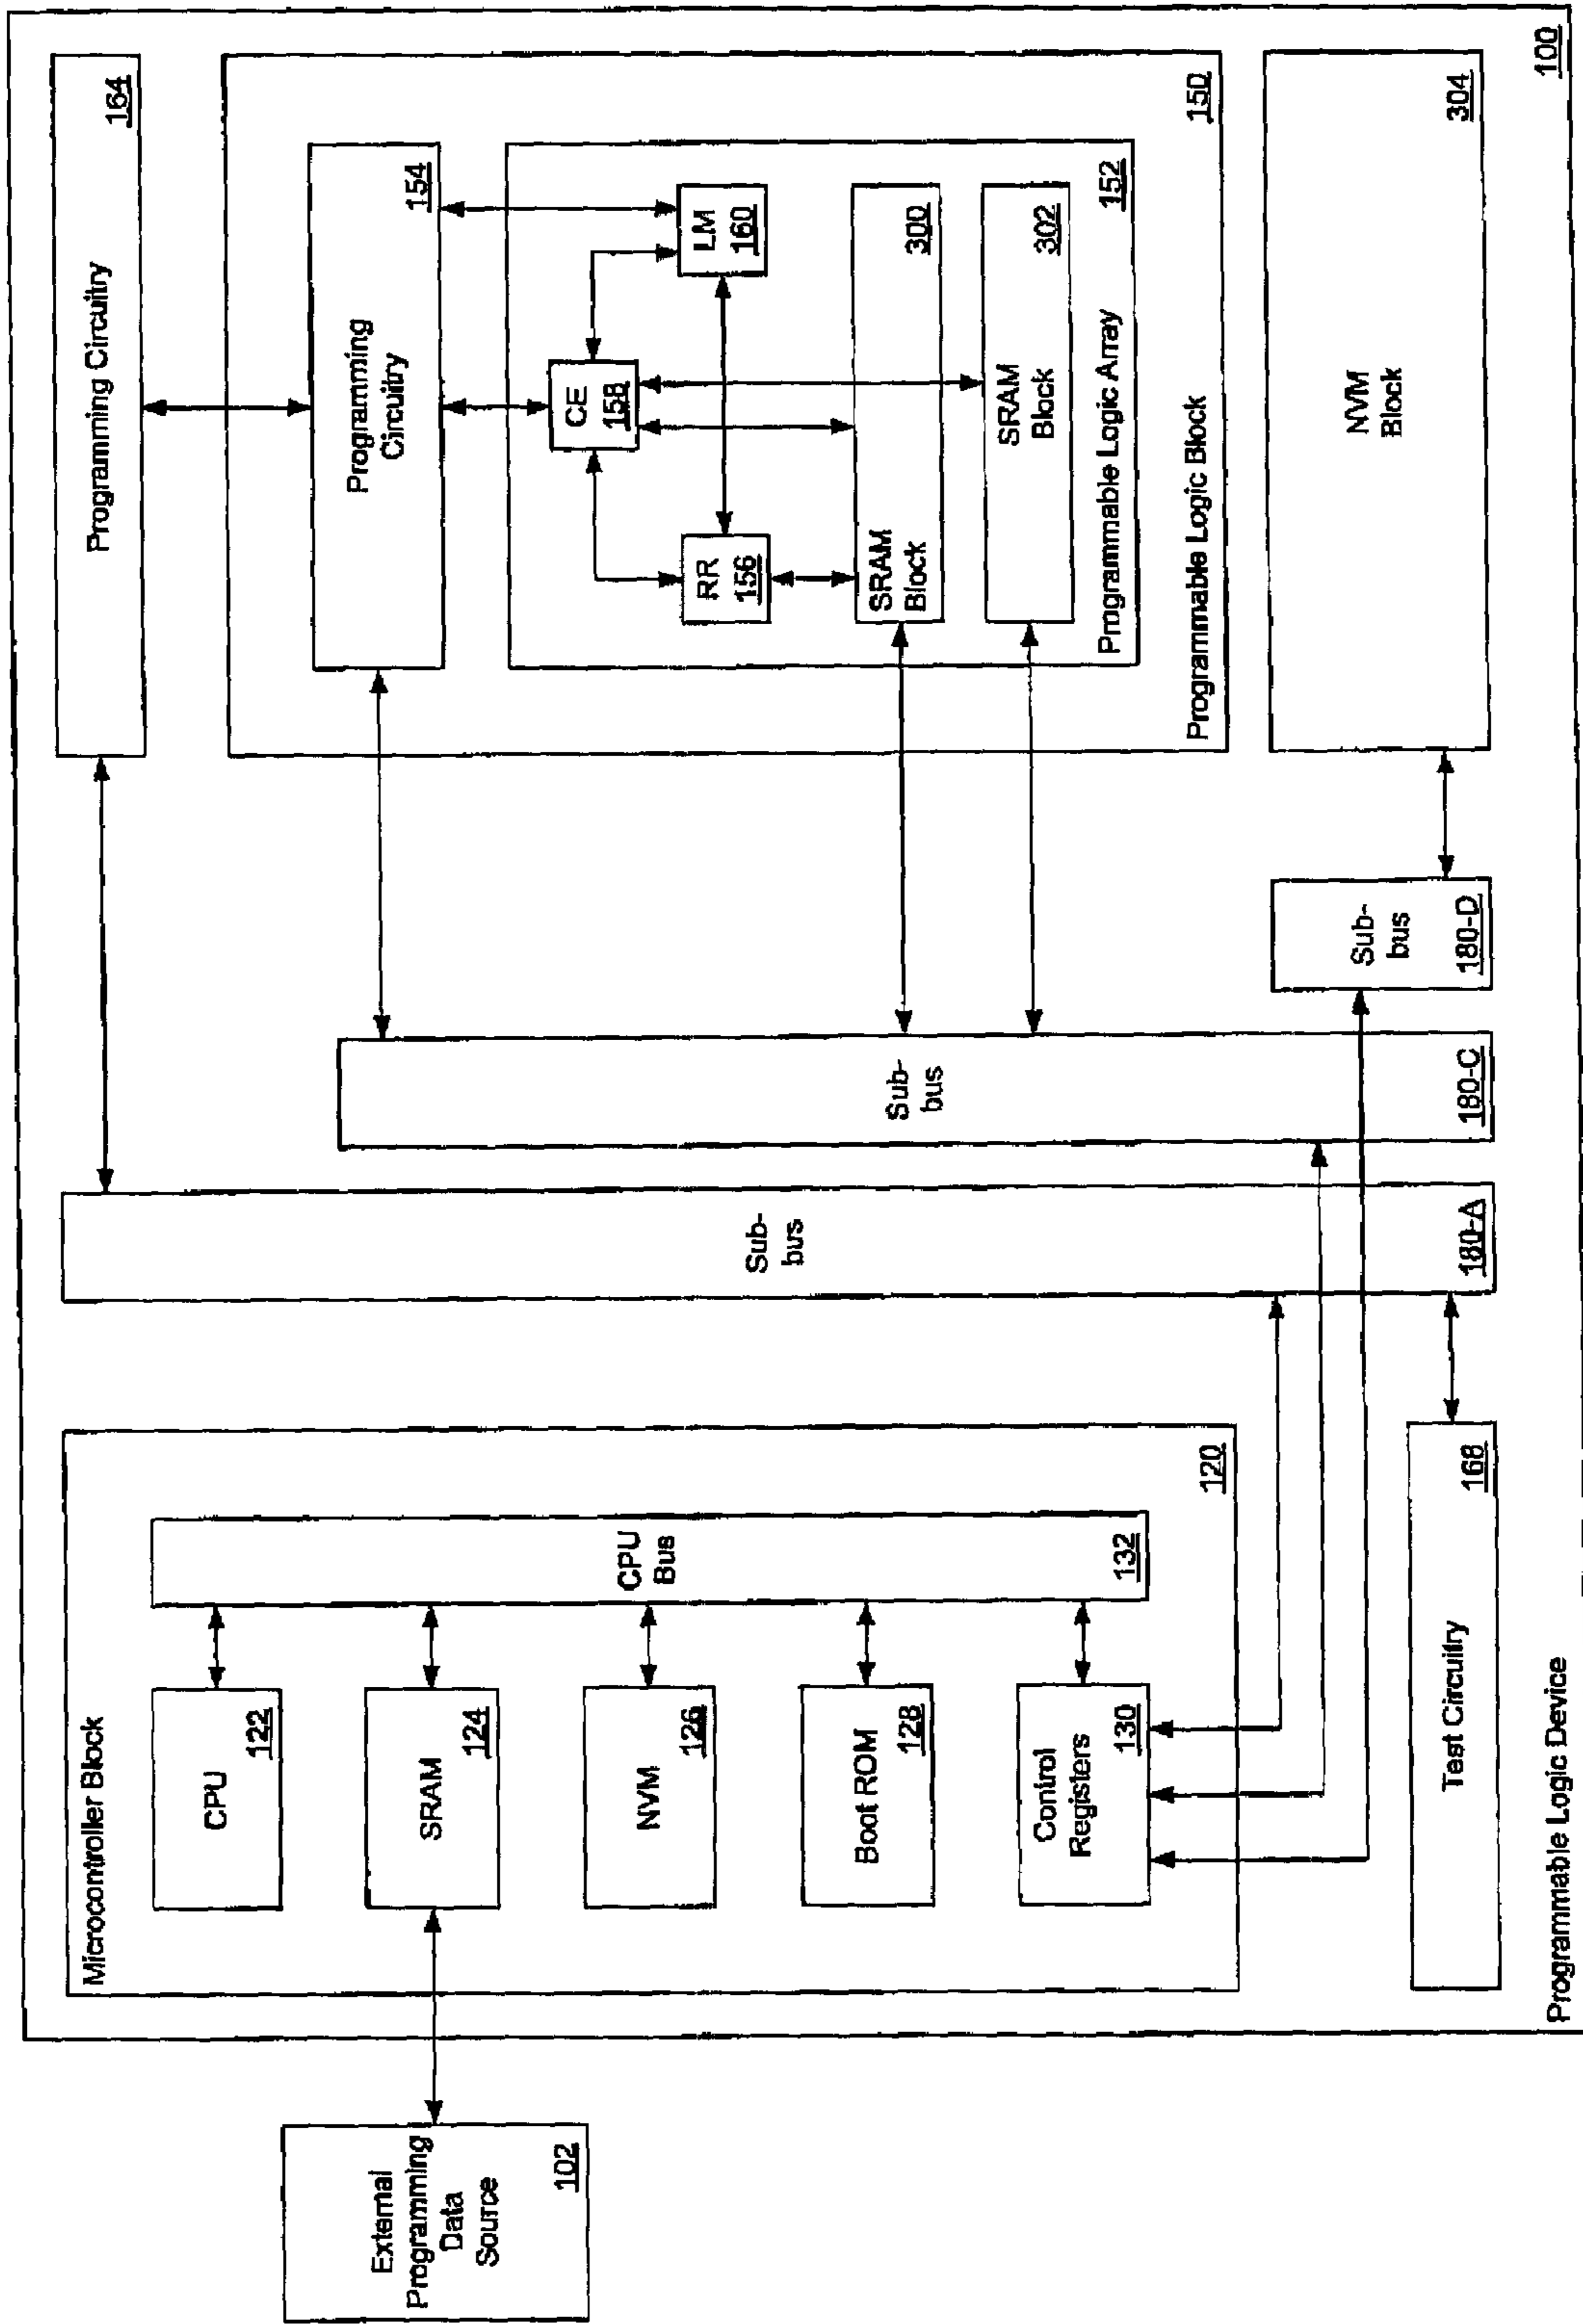 External
Programming
Data
Source
102
Microcontroller Block
CPU
122
SRAM
124
NVM
126
Boot ROM
128
Control
Registers
130
CPU
Bus
132
120
Test Circuitry
168
Sub-
bus
180-A
Sub-
bus
180-C
Sub-
bus
180-D
Programming Circuitry
164
Programming
Circuitry
154
CE
158
LM
160
RR
156
SRAM
Block
300
SRAM
Block
302
Programmable Logic Array
152
Programmable Logic Block
150
NVM
Block
304
Programmable Logic Device
100